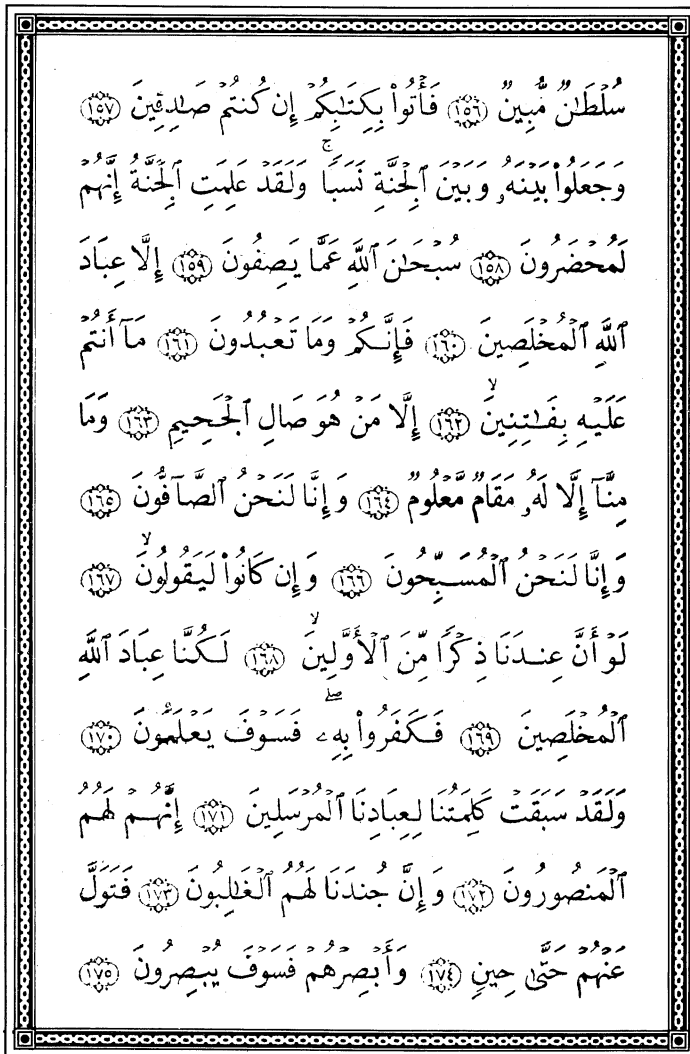 سُلْطَٰنٌ مُّبِينٌ ١٥٦ فَأْتُوا۟ بِكِتَٰبِكُمْ إِن كُنتُمْ صَٰدِقِينَ ١٥٧
وَجَعَلُوا۟ بَيْنَهُۥ وَبَيْنَ ٱلْجِنَّةِ نَسَبًاۚ وَلَقَدْ عَلِمَتِ ٱلْجِنَّةُ إِنَّهُمْ
لَمُحْضَرُونَ ١٥٨ سُبْحَٰنَ ٱللَّهِ عَمَّا يَصِفُونَ ١٥٩ إِلَّا عِبَادَ
ٱللَّهِ ٱلْمُخْلَصِينَ ١٦٠ فَإِنَّكُمْ وَمَا تَعْبُدُونَ ١٦١ مَآ أَنتُمْ
عَلَيْهِ بِفَٰتِنِينَۙ ١٦٢ إِلَّا مَنْ هُوَ صَالِ ٱلْجَحِيمِ ١٦٣ وَمَا
مِنَّآ إِلَّا لَهُۥ مَقَامٌ مَّعْلُومٌ ١٦٤ وَإِنَّا لَنَحْنُ ٱلصَّآفُّونَ ١٦٥
وَإِنَّا لَنَحْنُ ٱلْمُسَبِّحُونَ ١٦٦ وَإِن كَانُوا۟ لَيَقُولُونَۙ ١٦٧
لَوْ أَنَّ عِندَنَا ذِكْرًا مِّنَ ٱلْأَوَّلِينَۙ ١٦٨ لَكُنَّا عِبَادَ ٱللَّهِ
ٱلْمُخْلَصِينَ ١٦٩ فَكَفَرُوا۟ بِهِۦۖ فَسَوْفَ يَعْلَمُونَ ١٧٠
وَلَقَدْ سَبَقَتْ كَلِمَتُنَا لِعِبَادِنَا ٱلْمُرْسَلِينَ ١٧١ إِنَّهُمْ لَهُمُ
ٱلْمَنصُورُونَ ١٧٢ وَإِنَّ جُندَنَا لَهُمُ ٱلْغَٰلِبُونَ ١٧٣ فَتَوَلَّ
عَنْهُمْ حَتَّىٰ حِينٍ ١٧٤ وَأَبْصِرْهُمْ فَسَوْفَ يُبْصِرُونَ ١٧٥